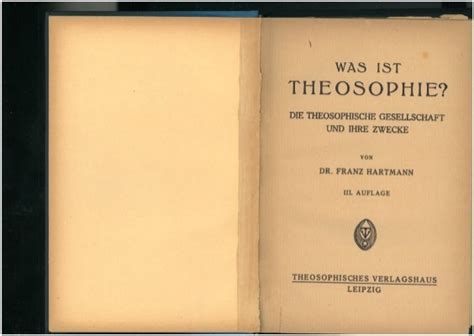 WAS IST
THEOSOPHIE?
DIE THEOSOPHISCHE GESELLSCHAFT
UND IHRE ZWECKE
VON
DR. FRANZ HARTMANN
III. AUFLAGE
THEOSOPHISCHES VERLAGSHAUS
LEIPZIG